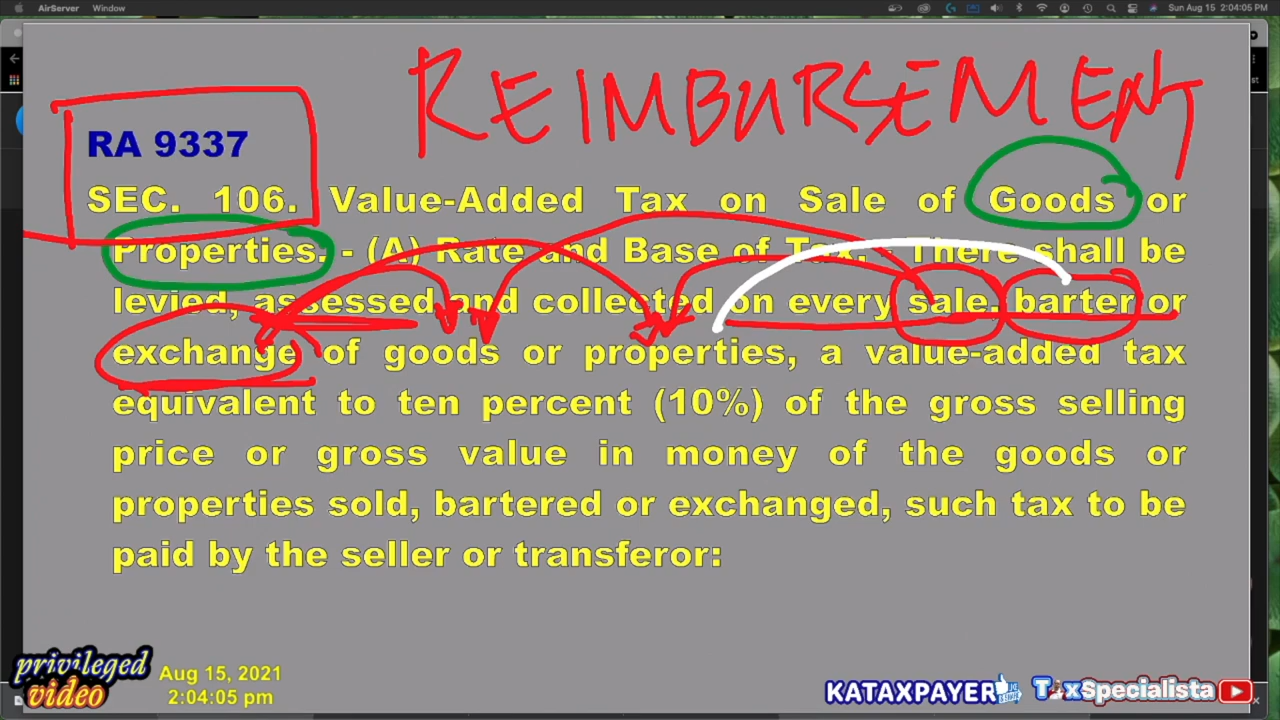 AirServer Window Sun Aug 15 2:04:05 PM
REIMBURSEMENT
RA 9337
SEC. 106. Value-Added Tax on Sale of Goods or
Properties. - (A) Rate and Base of Tax. - There shall be
levied, assessed and collected on every sale, barter or
exchange of goods or properties, a value-added tax
equivalent to ten percent (10%) of the gross selling
price or gross value in money of the goods or
properties sold, bartered or exchanged, such tax to be
paid by the seller or transferor:
privileged
video
Aug 15, 2021
2:04:05 pm
KATAXPAYER TaxSpecialista